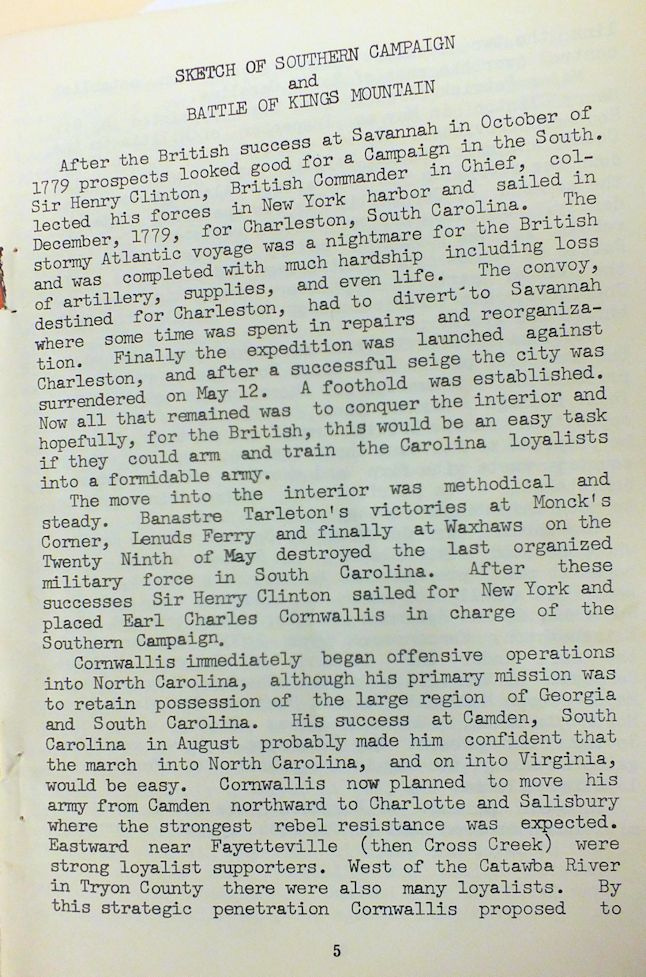 SKETCH OF SOUTHERN CAMPAIGN
and
BATTLE OF KINGS MOUNTAIN
After the British success at Savannah in October of
1779 prospects looked good for a Campaign in the South.
Sir Henry Clinton, British Commander in Chief, col-
lected his forces in New York harbor and sailed in
December, 1779, for Charleston, South Carolina. The
stormy Atlantic voyage was a nightmare for the British
and was completed with much hardship including loss
of artillery, supplies, and even life. The convoy,
destined for Charleston, had to divert to Savannah
where some time was spent in repairs and reorganiza-
tion. Finally the expedition was launched against
Charleston, and after a successful seige the city was
surrendered on May 12. A foothold was established.
Now all that remained was to conquer the interior and
hopefully, for the British, this would be an easy task
if they could arm and train the Carolina loyalists
into a formidable army.
The move into the interior was methodical and
steady. Banastre Tarleton's victories at Monck's
Corner, Lenuds Ferry and finally at Waxhaws on the
Twenty Ninth of May destroyed the last organized
military force in South Carolina. After these
successes Sir Henry Clinton sailed for New York and
placed Earl Charles Cornwallis in charge of the
Southern Campaign.
Cornwallis immediately began offensive operations
into North Carolina, although his primary mission was
to retain possession of the large region of Georgia
and South Carolina. His success at Camden, South
Carolina in August probably made him confident that
the march into North Carolina, and on into Virginia,
would be easy. Cornwallis now planned to move his
army from Camden northward to Charlotte and Salisbury
where the strongest rebel resistance was expected.
Eastward near Fayetteville (then Cross Creek) were
strong loyalist supporters. West of the Catawba River
in Tryon County there were also many loyalists. By
this strategic penetration Cornwallis proposed to
5